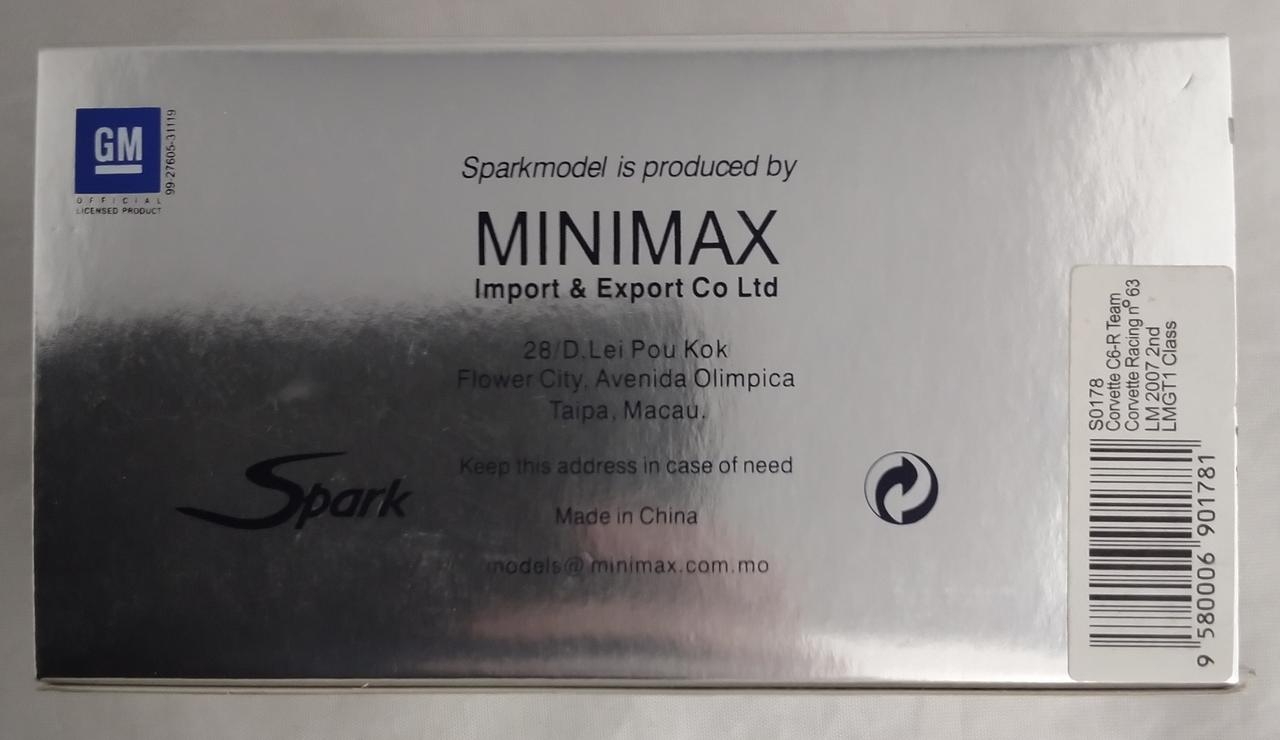 GM
OFFICIAL
LICENSED PRODUCT
99-27605-31119
Sparkmodel is produced by
MINIMAX
Import & Export Co Ltd
28/D.Lei Pou Kok
Flower City, Avenida Olimpica
Taipa, Macau.
Keep this address in case of need
Made in China
models@minimax.com.mo
Spark
S0178
Corvette C6-R Team
Corvette Racing nº 63
LM 2007 2nd
LMGT1 Class
9 580006 901781